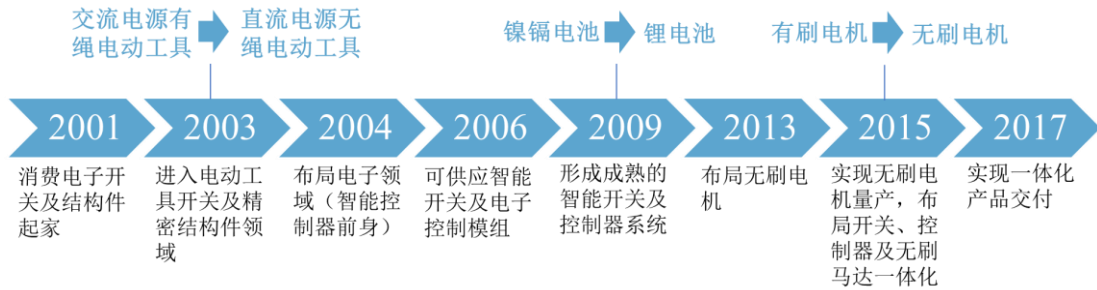 交流电源有
绳电动工具
直流电源无
绳电动工具
镍镉电池
锂电池
有刷电机
无刷电机
2001
2003
2004
2006
2009
2013
2015
2017
消费电子开
关及结构件
起家
进入电动工
具开关及精
密结构件领
域
布局电子领
域（智能控
制器前身）
可供应智能
开关及电子
控制模组
形成成熟的
智能开关及
控制器系统
布局无刷电
机
实现无刷电
机量产，布
局开关、控
制器及无刷
马达一体化
实现一体化
产品交付